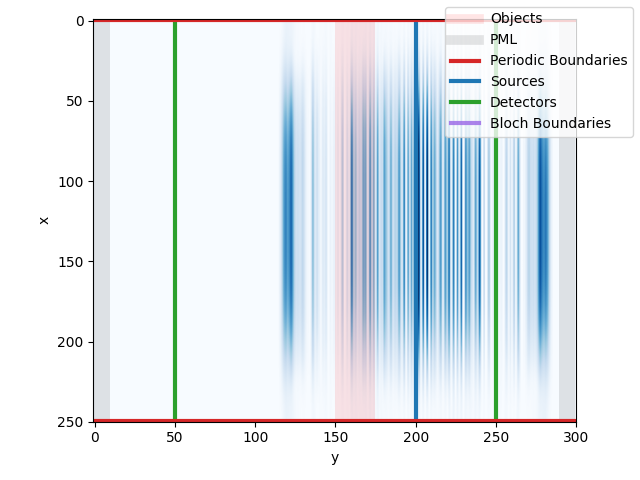 Objects
PML
Periodic Boundaries
Sources
Detectors
Bloch Boundaries
0
50
100
150
200
250
x
0
50
100
150
200
250
300
y